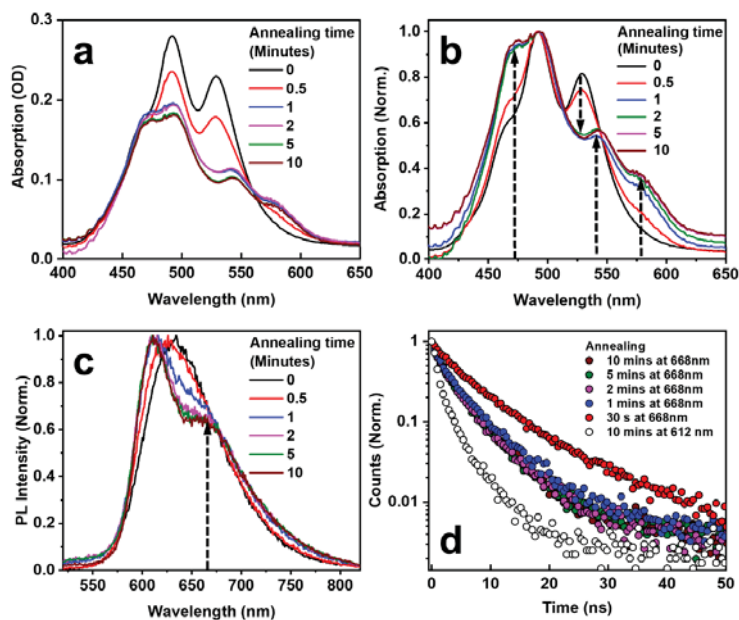 a
Annealing time
(Minutes)
0
0.5
1
2
5
10
0.3
0.2
0.1
0.0
Absorption (OD)
400 450 500 550 600 650
Wavelength (nm)
b
Annealing time
(Minutes)
0
0.5
1
2
5
10
1.0
0.8
0.6
0.4
0.2
0.0
Absorption (Norm.)
400 450 500 550 600 650
Wavelength (nm)
c
Annealing time
(Minutes)
0
0.5
1
2
5
10
1.0
0.8
0.6
0.4
0.2
0.0
PL Intensity (Norm.)
550 600 650 700 750 800
Wavelength (nm)
Annealing
10 mins at 668nm
5 mins at 668nm
2 mins at 668nm
1 mins at 668nm
30 s at 668nm
10 mins at 612 nm
1
0.1
0.01
Counts (Norm.)
d
0 10 20 30 40 50
Time (ns)